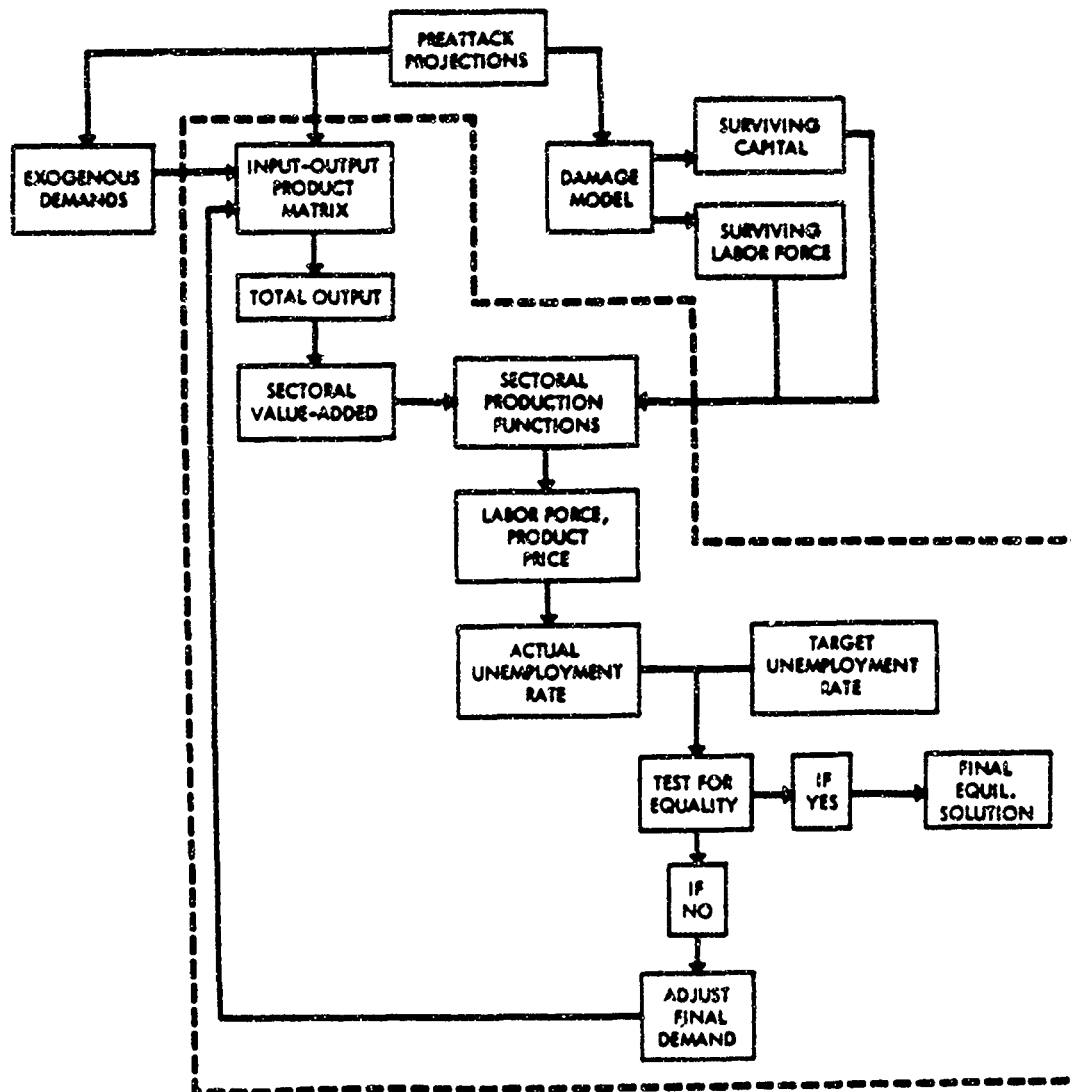 PREATTACK
PROJECTIONS
EXOGENOUS
DEMANDS
INPUT-OUTPUT
PRODUCT
MATRIX
DAMAGE
MODEL
SURVIVING
CAPITAL
SURVIVING
LABOR FORCE
TOTAL OUTPUT
SECTORAL
VALUE-ADDED
SECTORAL
PRODUCTION
FUNCTIONS
LABOR FORCE,
PRODUCT
PRICE
ACTUAL
UNEMPLOYMENT
RATE
TARGET
UNEMPLOYMENT
RATE
TEST FOR
EQUALITY
IF
YES
FINAL
EQUIL.
SOLUTION
IF
NO
ADJUST
FINAL
DEMAND